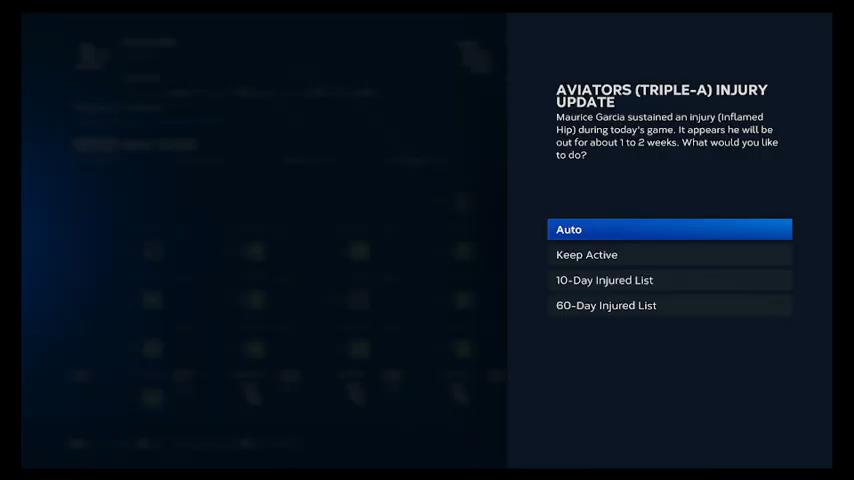 AVIATORS (TRIPLE-A) INJURY
UPDATE
Maurice Garcia sustained an injury (Inflamed
Hip) during today's game. It appears he will be
out for about 1 to 2 weeks. What would you like
to do?
Auto
Keep Active
10-Day Injured List
60-Day Injured List